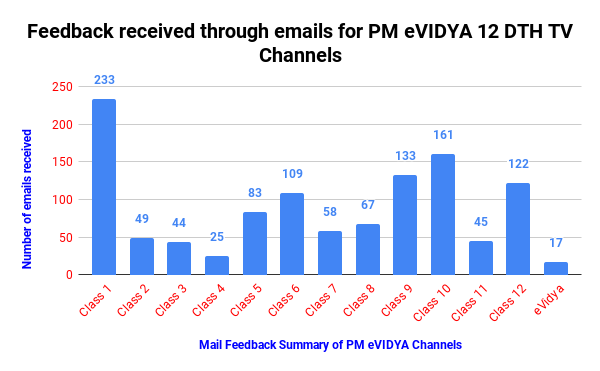 Feedback received through emails for PM eVIDYA 12 DTH TV
Channels
Number of emails received
250
200
150
100
50
0
233
49
44
25
83
109
58
67
133
161
45
122
17
Class 1
Class 2
Class 3
Class 4
Class 5
Class 6
Class 7
Class 8
Class 9
Class 10
Class 11
Class 12
eVidya
Mail Feedback Summary of PM eVIDYA Channels